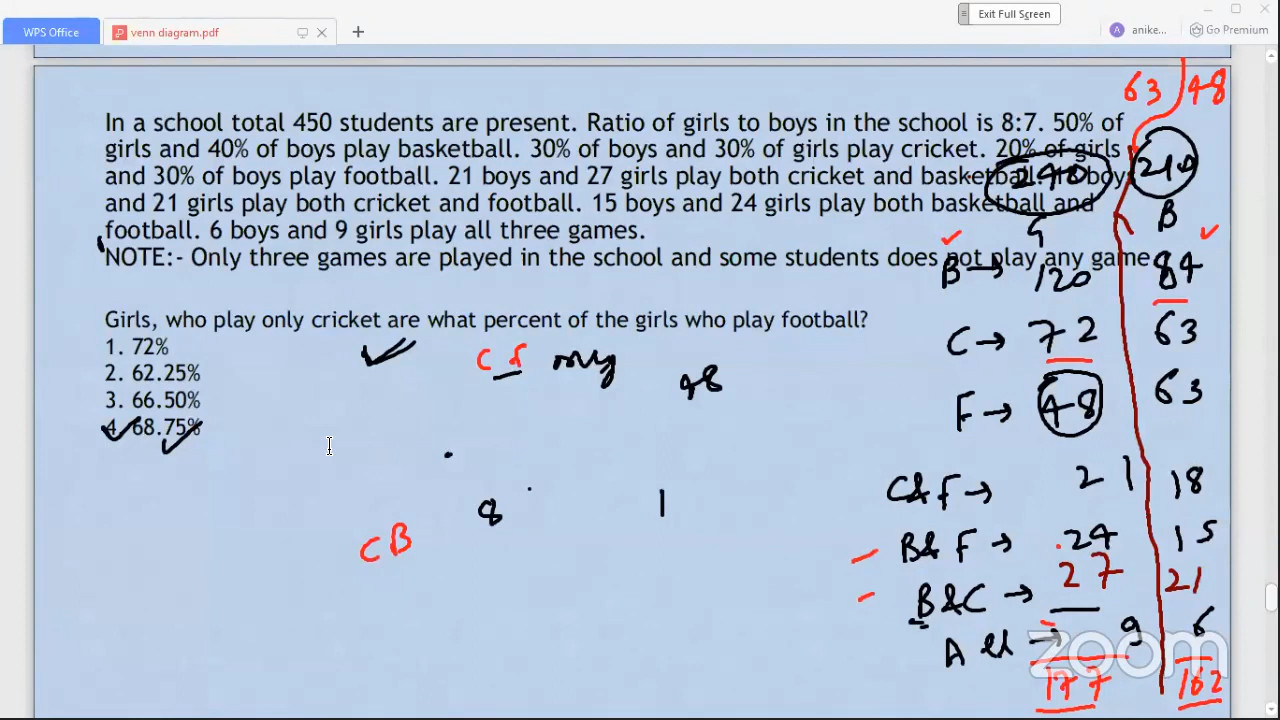 Exit Full Screen
WPS Office
venn diagram.pdf
anike...
Go Premium
63 48
In a school total 450 students are present. Ratio of girls to boys in the school is 8:7. 50% of
girls and 40% of boys play basketball. 30% of boys and 30% of girls play cricket. 20% of girls
and 30% of boys play football. 21 boys and 27 girls play both cricket and basketball. boy
and 21 girls play both cricket and football. 15 boys and 24 girls play both basketball and
football. 6 boys and 9 girls play all three games.
NOTE:- Only three games are played in the school and some students does not play any game
240 210
G B
B → 120 84
Girls, who play only cricket are what percent of the girls who play football?
1. 72%
2. 62.25%
3. 66.50%
4. 68.75%
C → 72 63
C f only 48
F → 48 63
C&F → 21 18
8 1
CB
B&F → 24 15
B&C → 27 21
All → 9 6
177 162
zoom